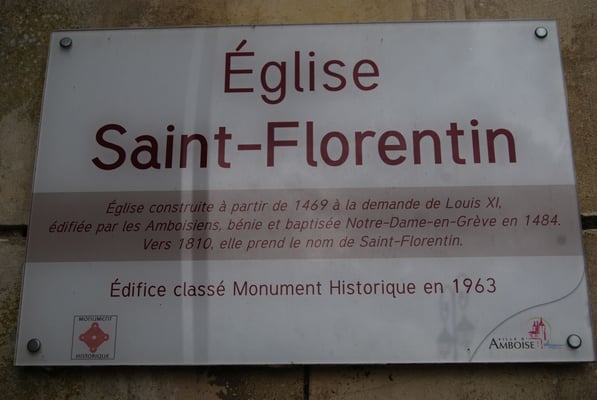 Église
Saint-Florentin
Église construite à partir de 1469 à la demande de Louis XI,
édifiée par les Amboisiens, bénie et baptisée Notre-Dame-en-Grève en 1484.
Vers 1810, elle prend le nom de Saint-Florentin.
Édifice classé Monument Historique en 1963
MONUMENT
HISTORIQUE
VILLE D'
AMBOISE